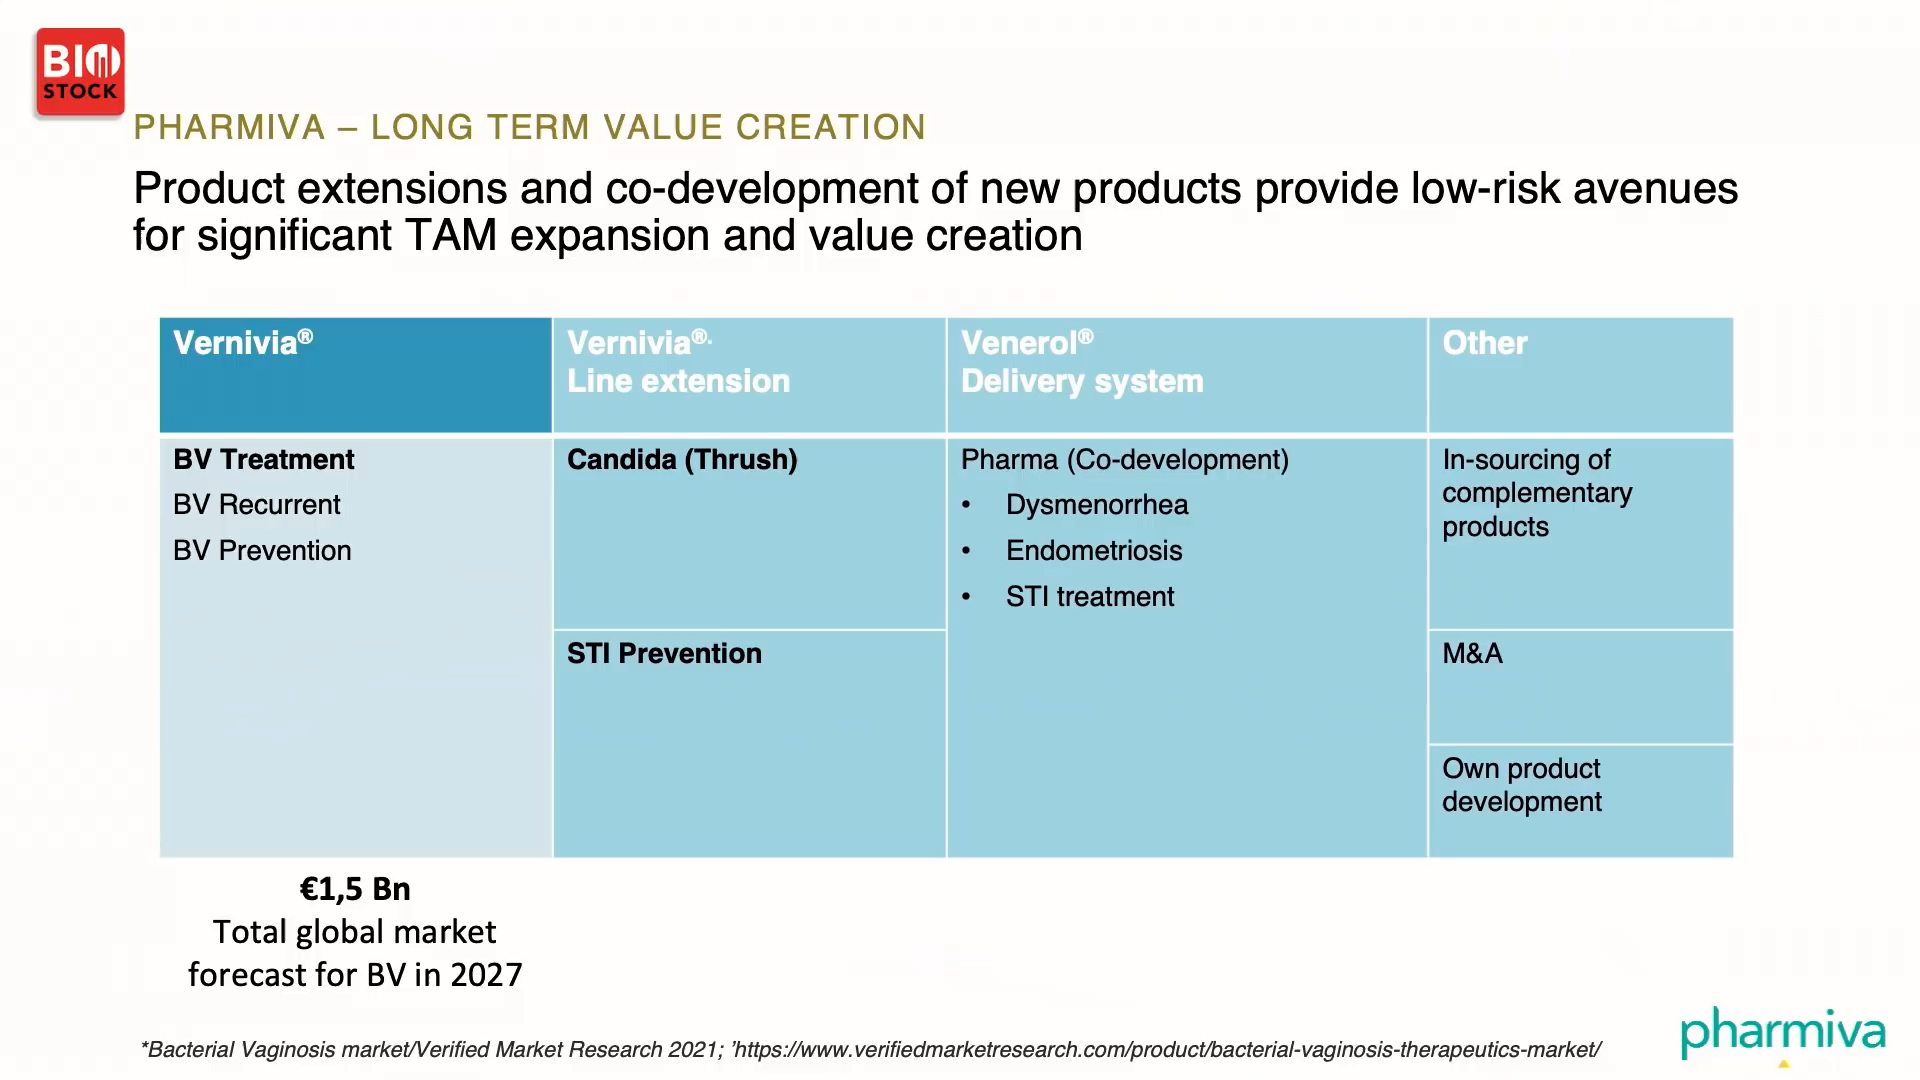 BIO
STOCK
PHARMIVA – LONG TERM VALUE CREATION
Product extensions and co-development of new products provide low-risk avenues
for significant TAM expansion and value creation
Vernivia®
Vernivia®.
Line extension
Venerol®
Delivery system
Other
BV Treatment
BV Recurrent
BV Prevention
Candida (Thrush)
STI Prevention
Pharma (Co-development)
• Dysmenorrhea
• Endometriosis
• STI treatment
In-sourcing of
complementary
products
M&A
Own product
development
€1,5 Bn
Total global market
forecast for BV in 2027
*Bacterial Vaginosis market/Verified Market Research 2021; ’https://www.verifiedmarketresearch.com/product/bacterial-vaginosis-therapeutics-market/
pharmiva